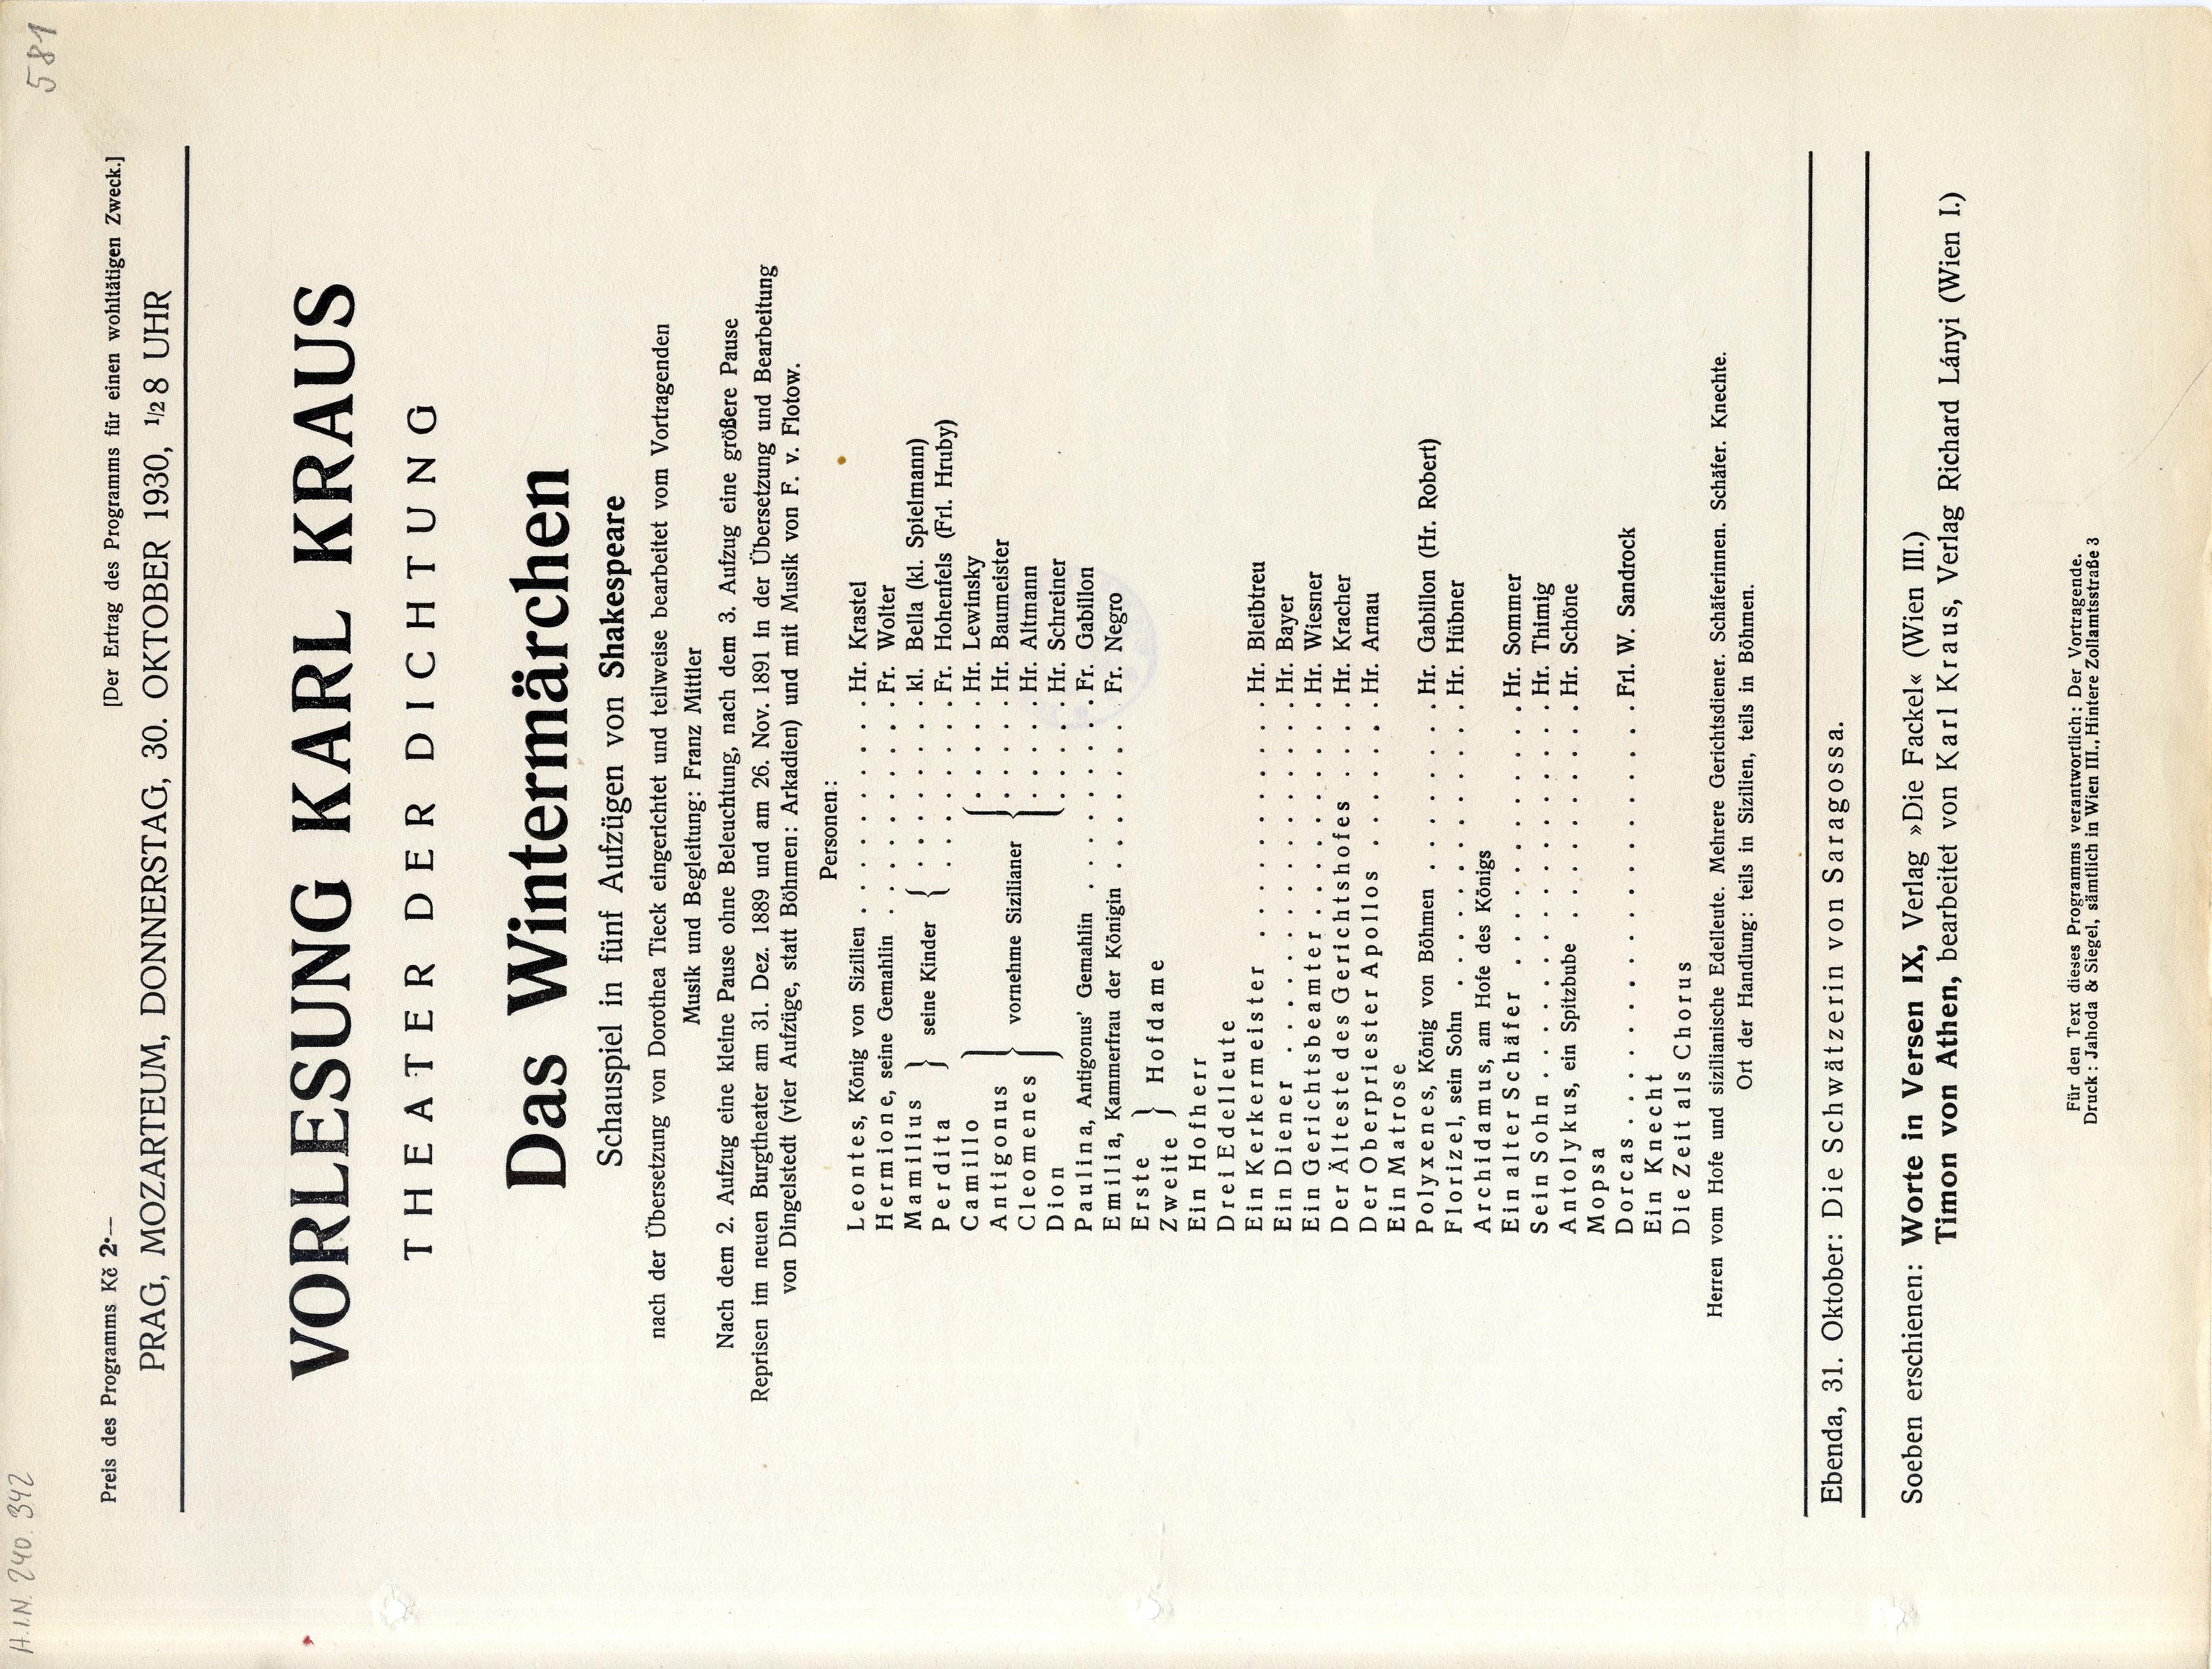 H.I.N. 240.342
581
Preis des Programms Kč 2·— [Der Ertrag des Programms für einen wohltätigen Zweck.]
PRAG, MOZARTEUM, DONNERSTAG, 30. OKTOBER 1930, ½8 UHR
VORLESUNG KARL KRAUS
THEATER DER DICHTUNG
Das Wintermärchen
Schauspiel in fünf Aufzügen von Shakespeare
nach der Übersetzung von Dorothea Tieck eingerichtet und teilweise bearbeitet vom Vortragenden
Musik und Begleitung: Franz Mittler
Nach dem 2. Aufzug eine kleine Pause ohne Beleuchtung, nach dem 3. Aufzug eine größere Pause
Reprisen im neuen Burgtheater am 31. Dez. 1889 und am 26. Nov. 1891 in der Übersetzung und Bearbeitung
von Dingelstedt (vier Aufzüge, statt Böhmen: Arkadien) und mit Musik von F. v. Flotow.
Personen:
Leontes, König von Sizilien . . . . . . . . . . Hr. Krastel
Hermione, seine Gemahlin . . . . . . . . . . Fr. Wolter
Mamilius } seine Kinder { . . . . . . . kl. Bella (kl. Spielmann)
Perdita . . . . . . . Fr. Hohenfels (Frl. Hruby)
Camillo . . . . Hr. Lewinsky
Antigonus } vornehme Sizilianer { . . . . Hr. Baumeister
Cleomenes . . . . Hr. Altmann
Dion . . . . Hr. Schreiner
Paulina, Antigonus' Gemahlin . . . . . . . . . Fr. Gabillon
Emilia, Kammerfrau der Königin . . . . . . . . Fr. Negro
Erste } Hofdame
Zweite
Ein Hofherr
Drei Edelleute
Ein Kerkermeister . . . . . . . . . . . Hr. Bleibtreu
Ein Diener . . . . . . . . . . . . . . . Hr. Bayer
Ein Gerichtsbeamter . . . . . . . . . . Hr. Wiesner
Der Älteste des Gerichtshofes . . . . Hr. Kracher
Der Oberpriester Apollos . . . . . . Hr. Arnau
Ein Matrose
Polyxenes, König von Böhmen . . . . . . . . . Hr. Gabillon (Hr. Robert)
Florizel, sein Sohn . . . . . . . . . . . . . Hr. Hübner
Archidamus, am Hofe des Königs
Ein alter Schäfer . . . . . . . . . . . Hr. Sommer
Sein Sohn . . . . . . . . . . . . . . . Hr. Thimig
Antolykus, ein Spitzbube . . . . . . . . . Hr. Schöne
Mopsa
Dorcas . . . . . . . . . . . . . . . . . Frl. W. Sandrock
Ein Knecht
Die Zeit als Chorus
Herren vom Hofe und sizilianische Edelleute. Mehrere Gerichtsdiener. Schäferinnen. Schäfer. Knechte.
Ort der Handlung: teils in Sizilien, teils in Böhmen.
Ebenda, 31. Oktober: Die Schwätzerin von Saragossa.
Soeben erschienen: Worte in Versen IX, Verlag »Die Fackel« (Wien III.)
Timon von Athen, bearbeitet von Karl Kraus, Verlag Richard Lányi (Wien I.)
Für den Text dieses Programms verantwortlich: Der Vortragende.
Druck: Jahoda & Siegel, sämtlich in Wien III., Hintere Zollamtsstraße 3